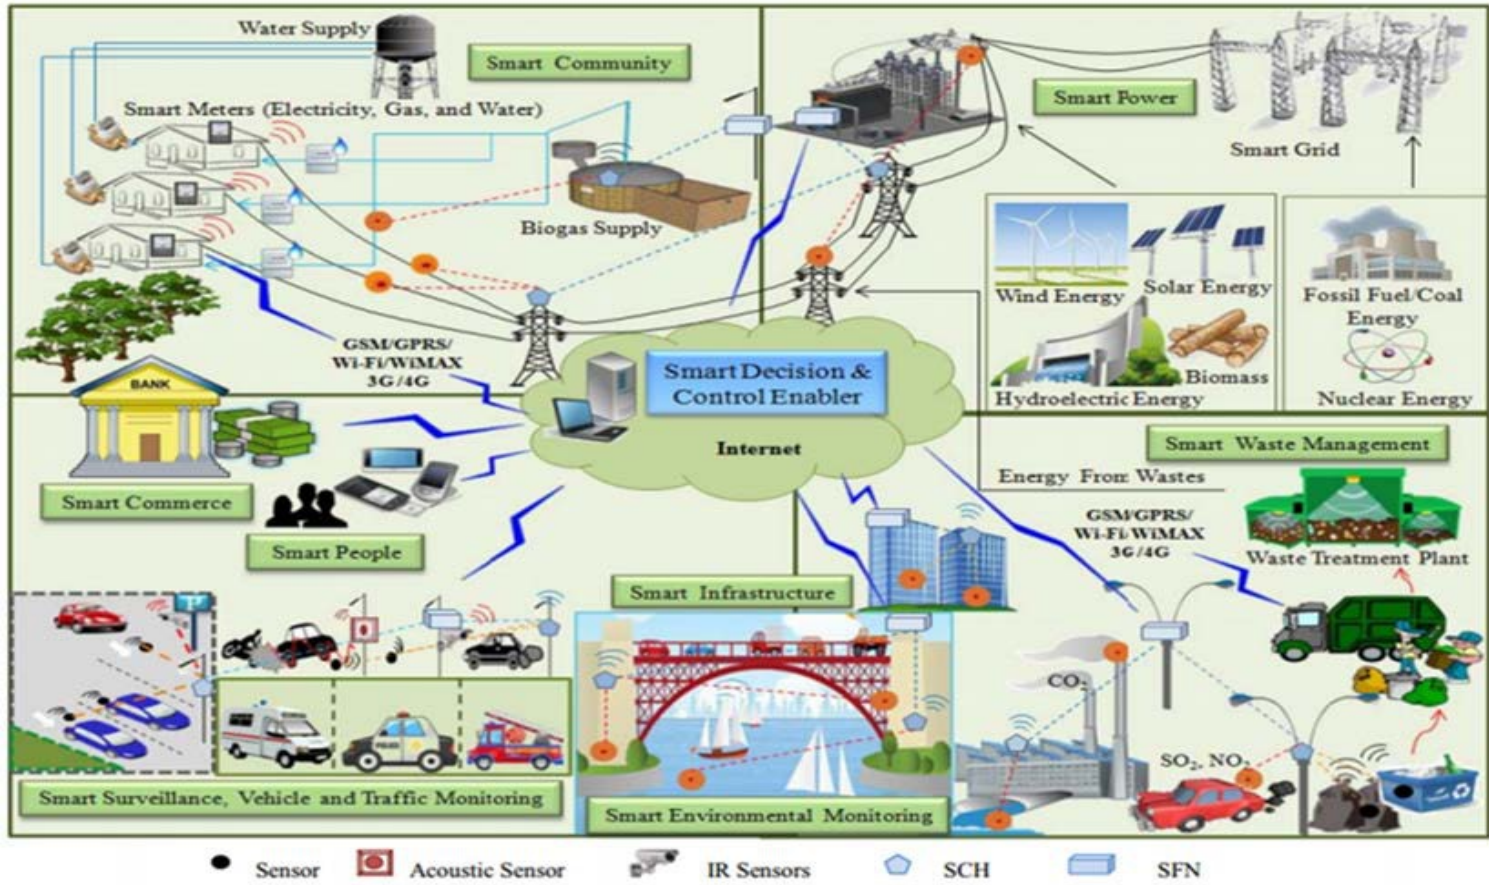 Water Supply
Smart Community
Smart Meters (Electricity, Gas, and Water)
Biogas Supply
GSM/GPRS/
Wi-Fi/WiMAX
3G/4G
Smart Power
Smart Grid
Wind Energy
Solar Energy
Hydroelectric Energy
Biomass
Fossil Fuel/Coal
Energy
Nuclear Energy
Smart Decision &
Control Enabler
Internet
BANK
Smart Commerce
Smart People
Smart Waste Management
Energy From Wastes
GSM/GPRS/
Wi-Fi/WiMAX
3G/4G
Waste Treatment Plant
Smart Infrastructure
P
POLICE
CO₂
SO₂, NO₂
Smart Surveillance, Vehicle and Traffic Monitoring
Smart Environmental Monitoring
Sensor
Acoustic Sensor
IR Sensors
SCH
SFN